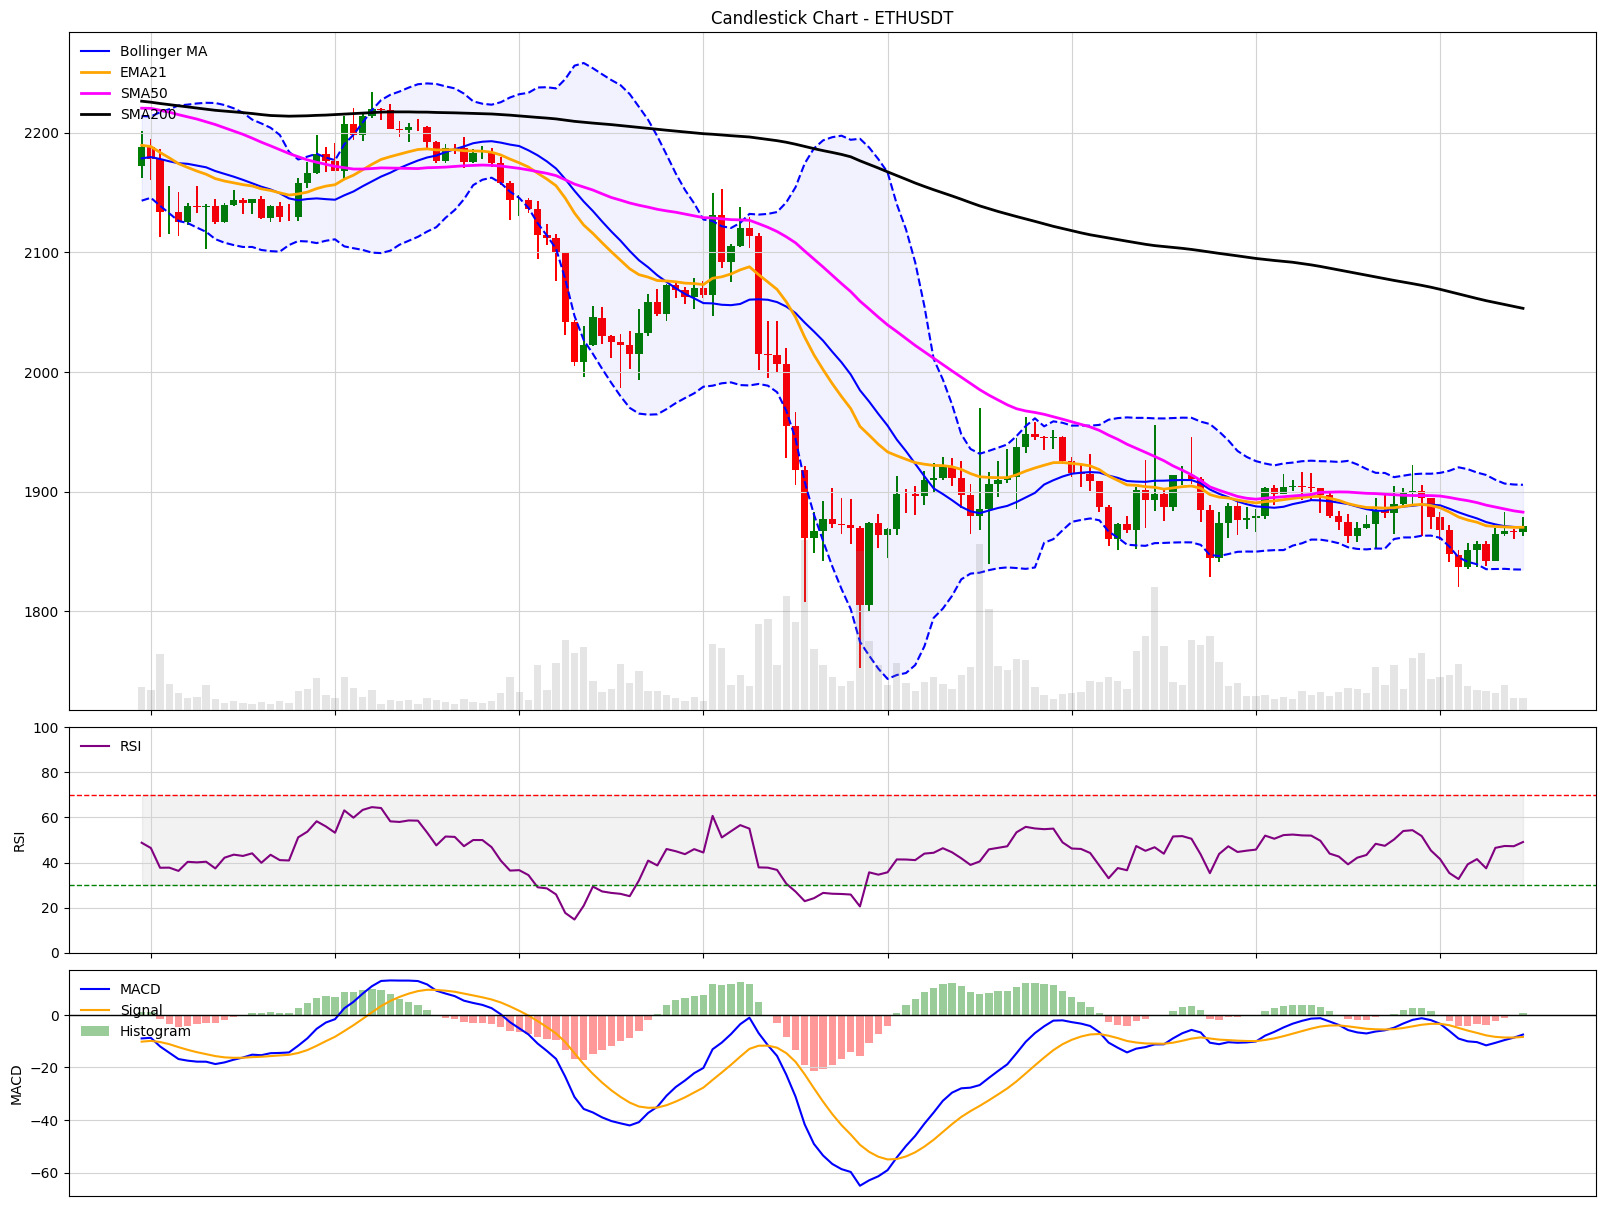 Candlestick Chart - ETHUSDT
Bollinger MA
EMA21
SMA50
SMA200
2200
2100
2000
1900
1800
RSI
100
80
60
40
20
0
RSI
MACD
Signal
Histogram
0
−20
−40
−60
MACD